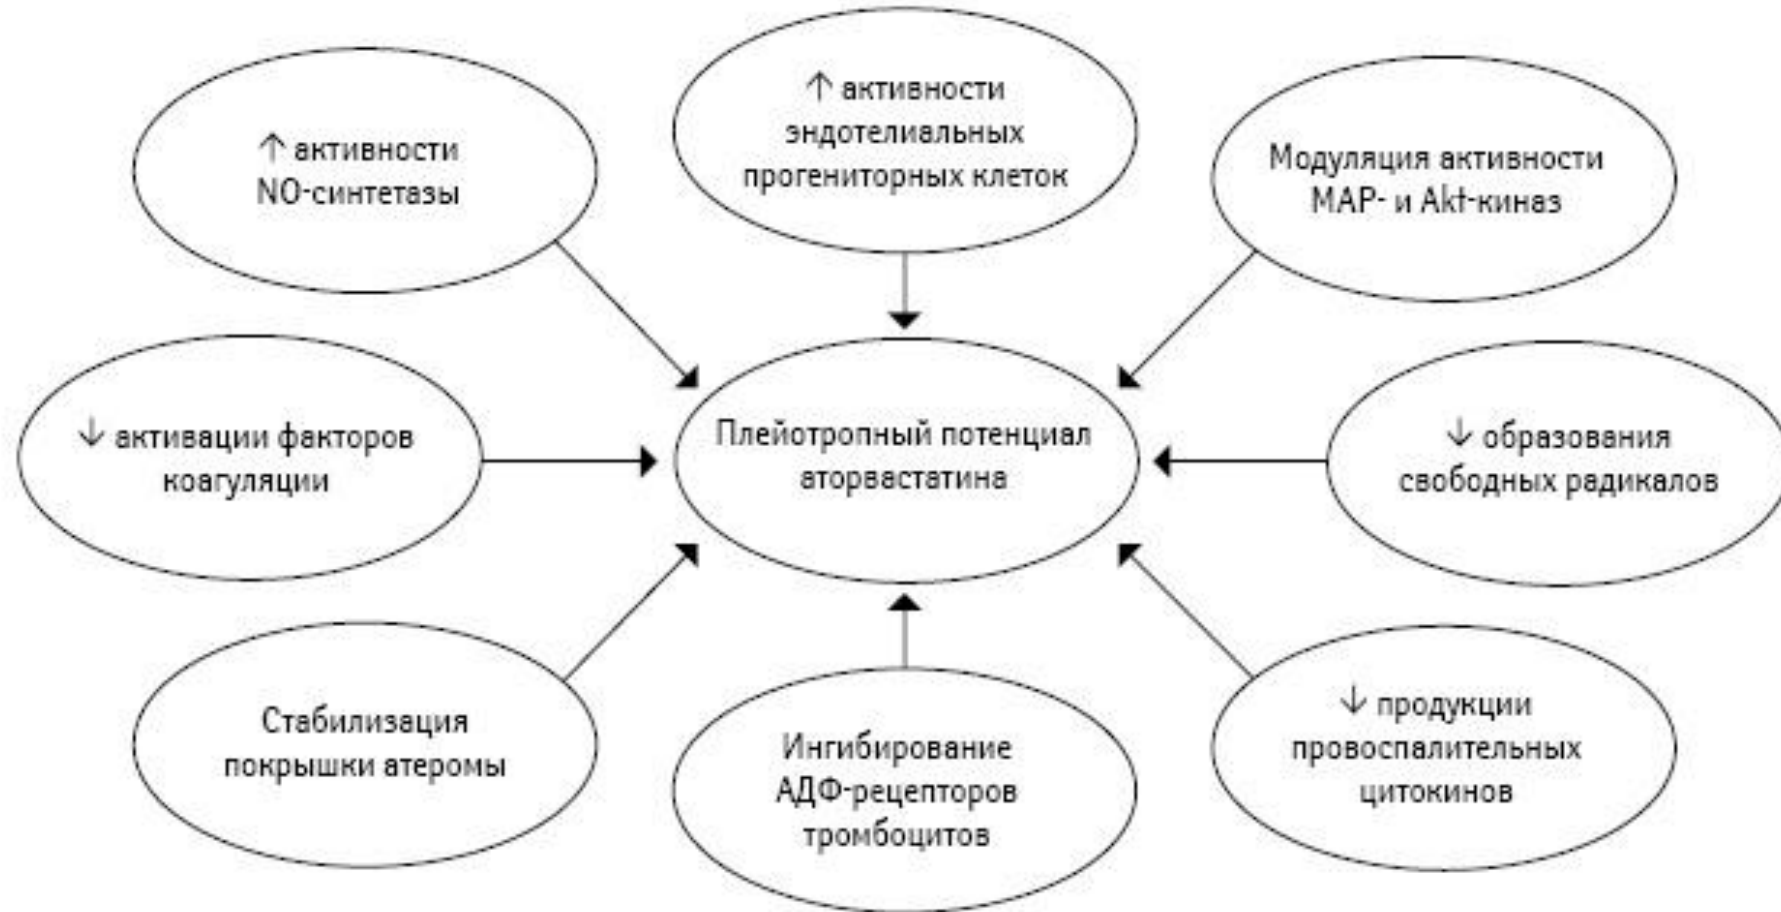 ↑ активности
NO-синтетазы
↑ активности
эндотелиальных
прогениторных клеток
Модуляция активности
MAP- и Akt-киназ
↓ активации факторов
коагуляции
Плейотропный потенциал
аторвастатина
↓ образования
свободных радикалов
Стабилизация
покрышки атеромы
Ингибирование
АДФ-рецепторов
тромбоцитов
↓ продукции
провоспалительных
цитокинов